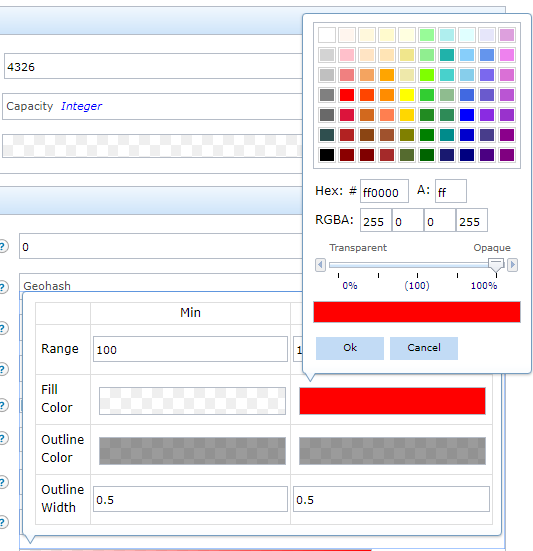 4326
Capacity Integer
?
0
?
Geohash
?
?
?
?
?
?
Min
Range
100
1
Fill
Color
Outline
Color
Outline
Width
0.5
0.5
Hex: # ff0000 A: ff
RGBA: 255 0 0 255
Transparent Opaque
0% (100) 100%
Ok Cancel